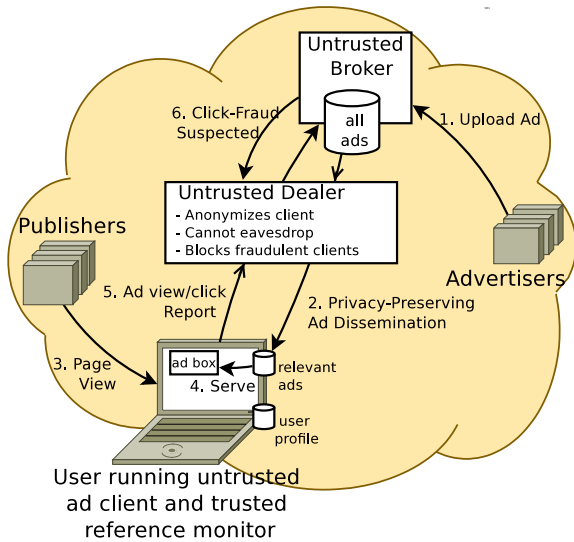 Untrusted
Broker
6. Click-Fraud
Suspected
all
ads
1. Upload Ad
Untrusted Dealer
- Anonymizes client
- Cannot eavesdrop
- Blocks fraudulent clients
Publishers
Advertisers
5. Ad view/click
Report
2. Privacy-Preserving
Ad Dissemination
3. Page
View
ad box
4. Serve
relevant
ads
user
profile
User running untrusted
ad client and trusted
reference monitor